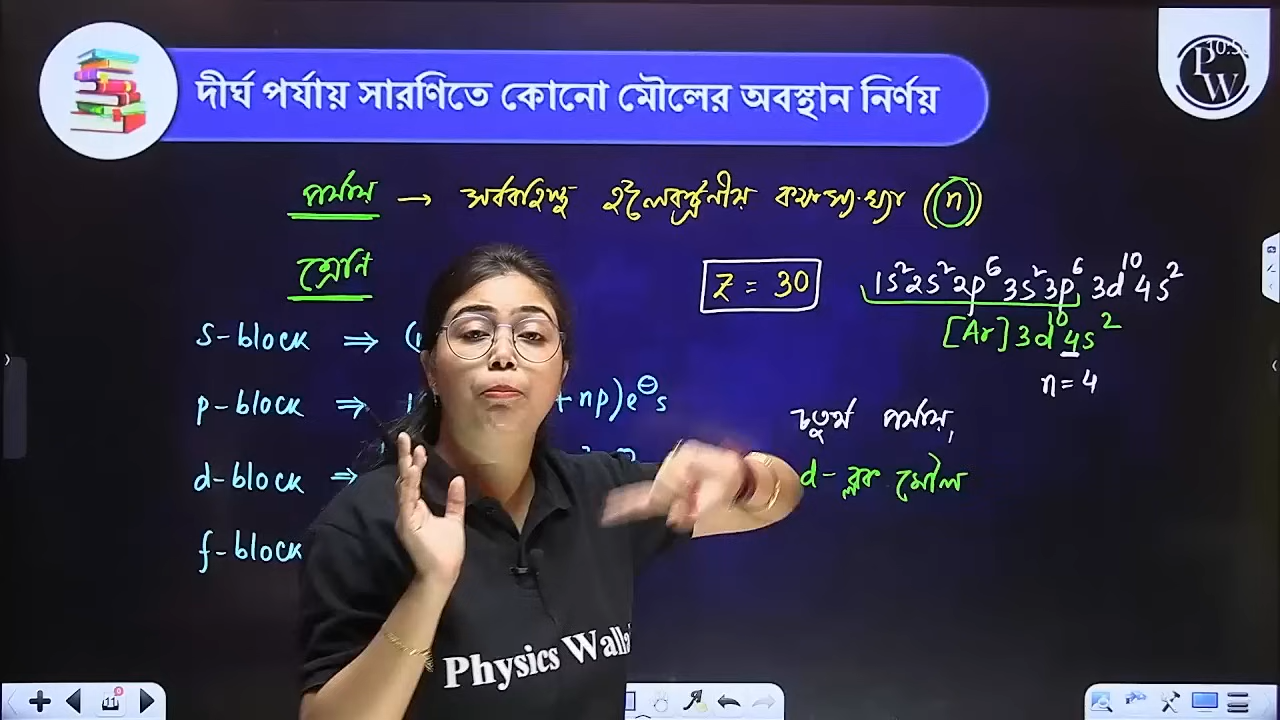 দীর্ঘ পর্যায় সারণিতে কোনো মৌলের অবস্থান নির্ণয়
PW
পর্যায় → সর্ববহিস্থ ইলেকট্রনীয় কক্ষসংখ্যা (n)
শ্রেণি
Z = 30
1s² 2s² 2p⁶ 3s² 3p⁶ 3d¹⁰ 4s²
[Ar] 3d¹⁰ 4s²
n = 4
চতুর্থ পর্যায়,
d-ব্লক মৌল
s-block ⇒
p-block ⇒ + np)e⊖s
d-block ⇒
f-block
Physics Walla
11